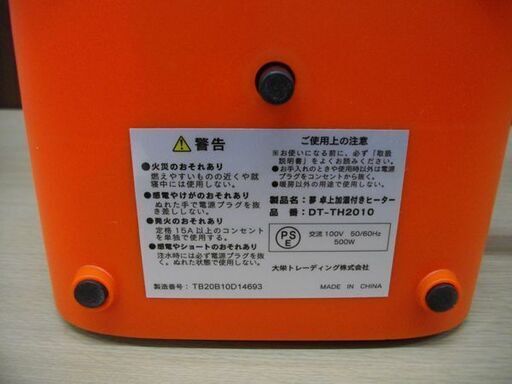 警告
●火災のおそれあり
燃えやすいものの近くや就
寝中には使用しない。
●感電やけがのおそれあり
ぬれた手で電源プラグを抜
き差ししない。
●発火のおそれあり
定格15A以上のコンセント
を単独で使用する。
●感電やショートのおそれあり
注水時には必ず電源プラグを抜
く。ぬれた状態で使用しない。
製造番号: TB20B10D14693
ご使用上の注意
※お使いになる前に、必ず「取扱
説明書」をよくお読みください。
●お手入れのときや使用時以外は電源
プラグをコンセントから抜く。
●暖房以外の用途に使用しない。
製品名:夢 卓上加湿付きヒーター
品 番: DT-TH2010
PS
E
交流 100V 50/60Hz
500W
大栄トレーディング株式会社
MADE IN CHINA